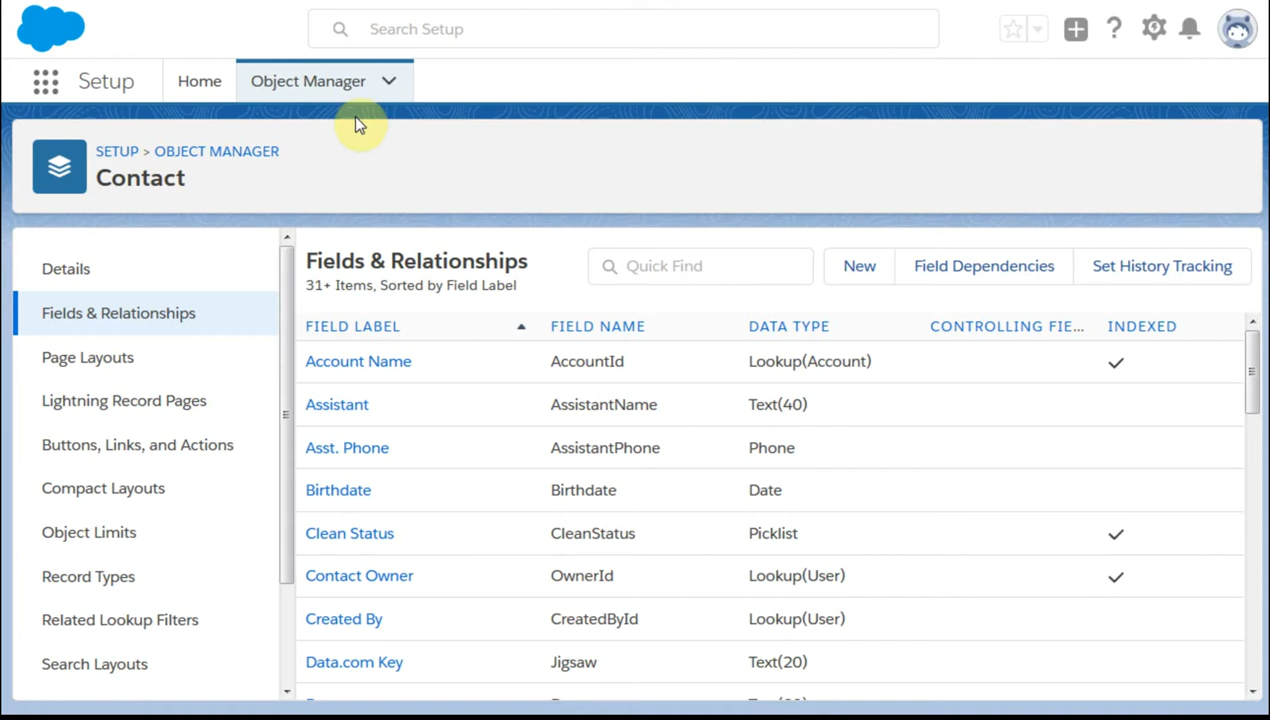 Search Setup
Setup
Home
Object Manager
SETUP > OBJECT MANAGER
Contact
Details
Fields & Relationships
Page Layouts
Lightning Record Pages
Buttons, Links, and Actions
Compact Layouts
Object Limits
Record Types
Related Lookup Filters
Search Layouts
Fields & Relationships
31+ Items, Sorted by Field Label
Quick Find
New
Field Dependencies
Set History Tracking
FIELD LABEL FIELD NAME DATA TYPE CONTROLLING FIE... INDEXED
Account Name AccountId Lookup(Account)
Assistant AssistantName Text(40)
Asst. Phone AssistantPhone Phone
Birthdate Birthdate Date
Clean Status CleanStatus Picklist
Contact Owner OwnerId Lookup(User)
Created By CreatedById Lookup(User)
Data.com Key Jigsaw Text(20)